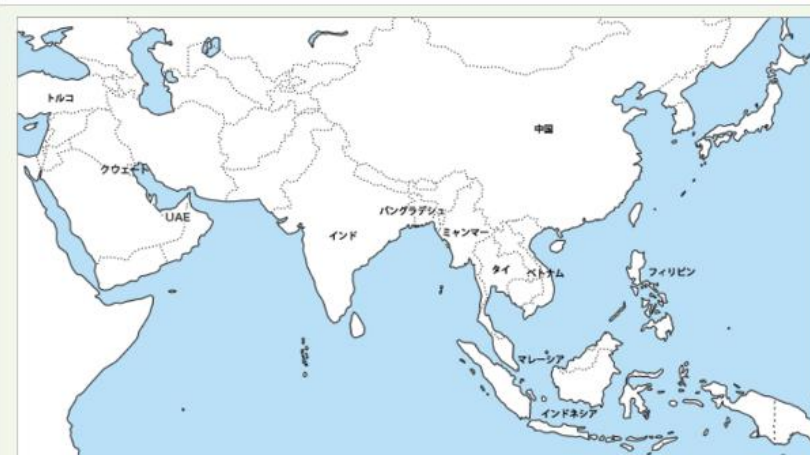 トルコ
中国
クウェート
UAE
バングラデシュ
インド
ミャンマー
タイ
ベトナム
フィリピン
マレーシア
インドネシア